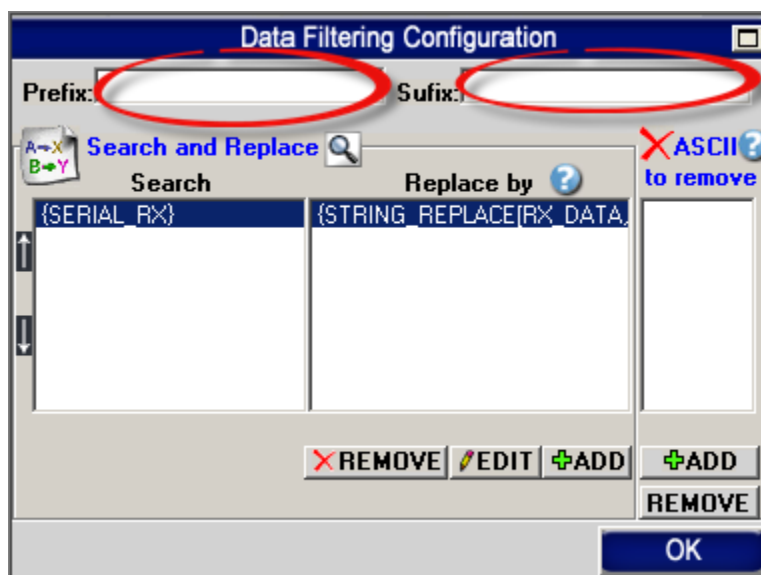 Data Filtering Configuration
Prefix: Sufix:
A→X B→Y Search and Replace ASCII ?
to remove
Search Replace by ?
{SERIAL_RX} {STRING_REPLACE[RX_DATA,
REMOVE EDIT ADD ADD
REMOVE
OK